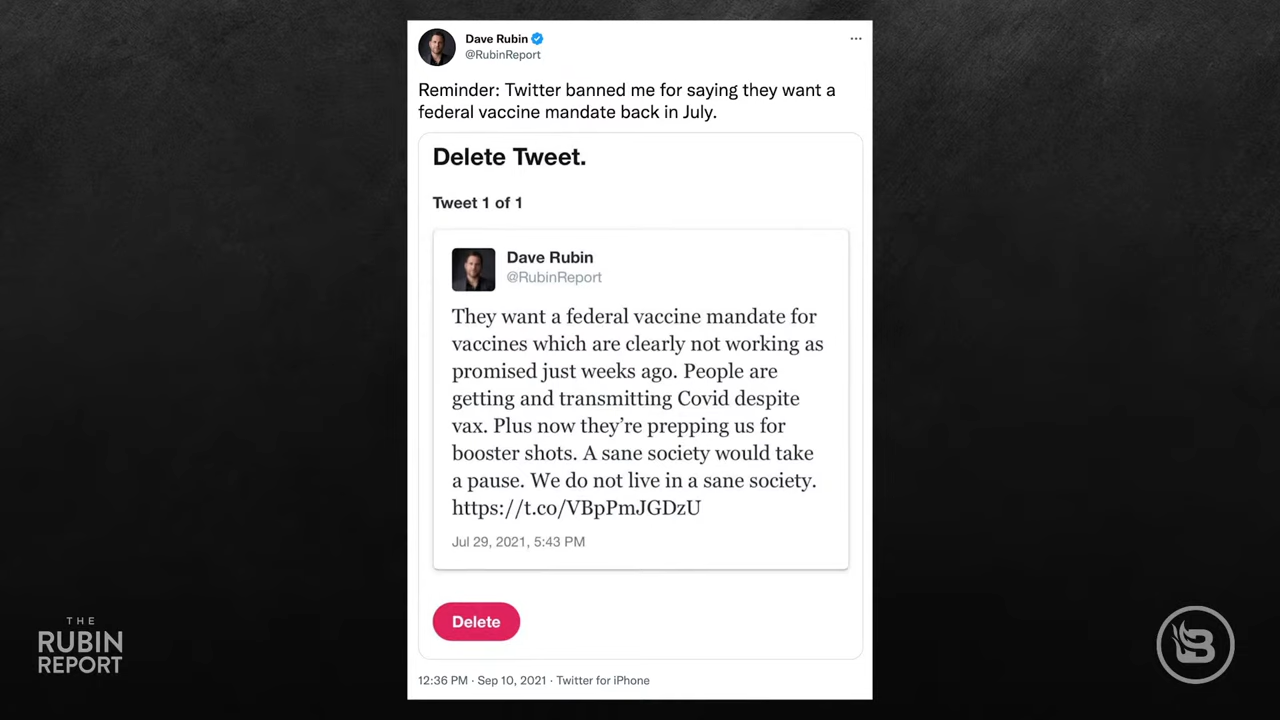 Dave Rubin
@RubinReport
Reminder: Twitter banned me for saying they want a
federal vaccine mandate back in July.
Delete Tweet.
Tweet 1 of 1
Dave Rubin
@RubinReport
They want a federal vaccine mandate for
vaccines which are clearly not working as
promised just weeks ago. People are
getting and transmitting Covid despite
vax. Plus now they’re prepping us for
booster shots. A sane society would take
a pause. We do not live in a sane society.
https://t.co/VBpPmJGDzU
Jul 29, 2021, 5:43 PM
Delete
12:36 PM · Sep 10, 2021 · Twitter for iPhone
THE
RUBIN
REPORT
B